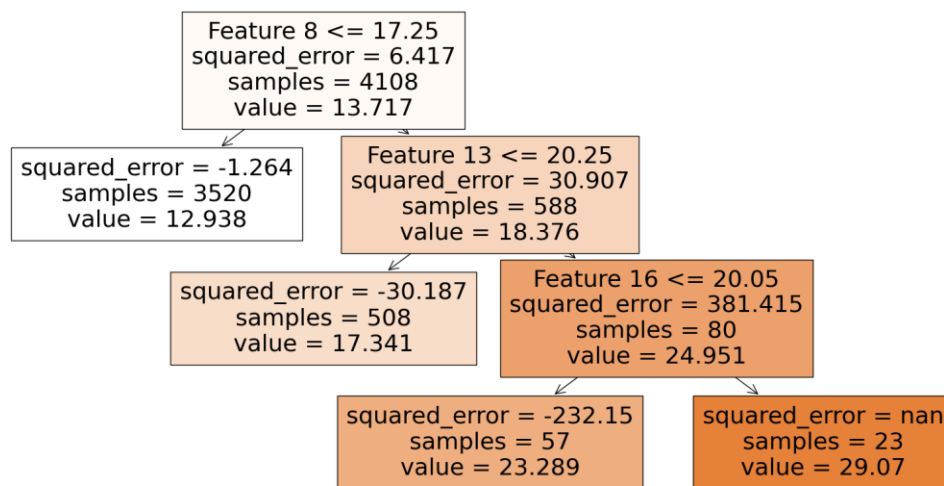 Feature 8 <= 17.25
squared_error = 6.417
samples = 4108
value = 13.717
squared_error = -1.264
samples = 3520
value = 12.938
Feature 13 <= 20.25
squared_error = 30.907
samples = 588
value = 18.376
squared_error = -30.187
samples = 508
value = 17.341
Feature 16 <= 20.05
squared_error = 381.415
samples = 80
value = 24.951
squared_error = -232.15
samples = 57
value = 23.289
squared_error = nan
samples = 23
value = 29.07